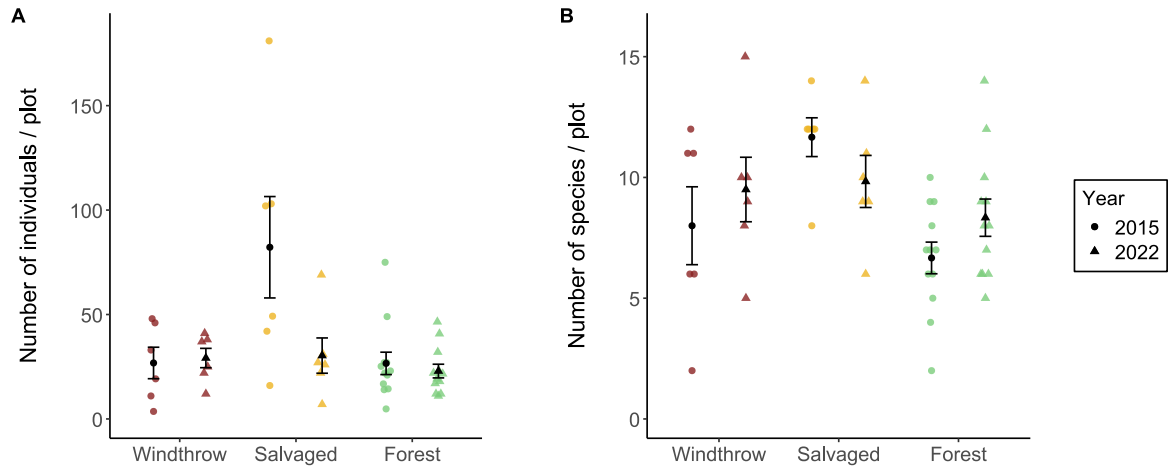 A
Number of individuals / plot
150
100
50
0
Windthrow Salvaged Forest
B
Number of species / plot
15
10
5
0
Windthrow Salvaged Forest
Year
2015
2022